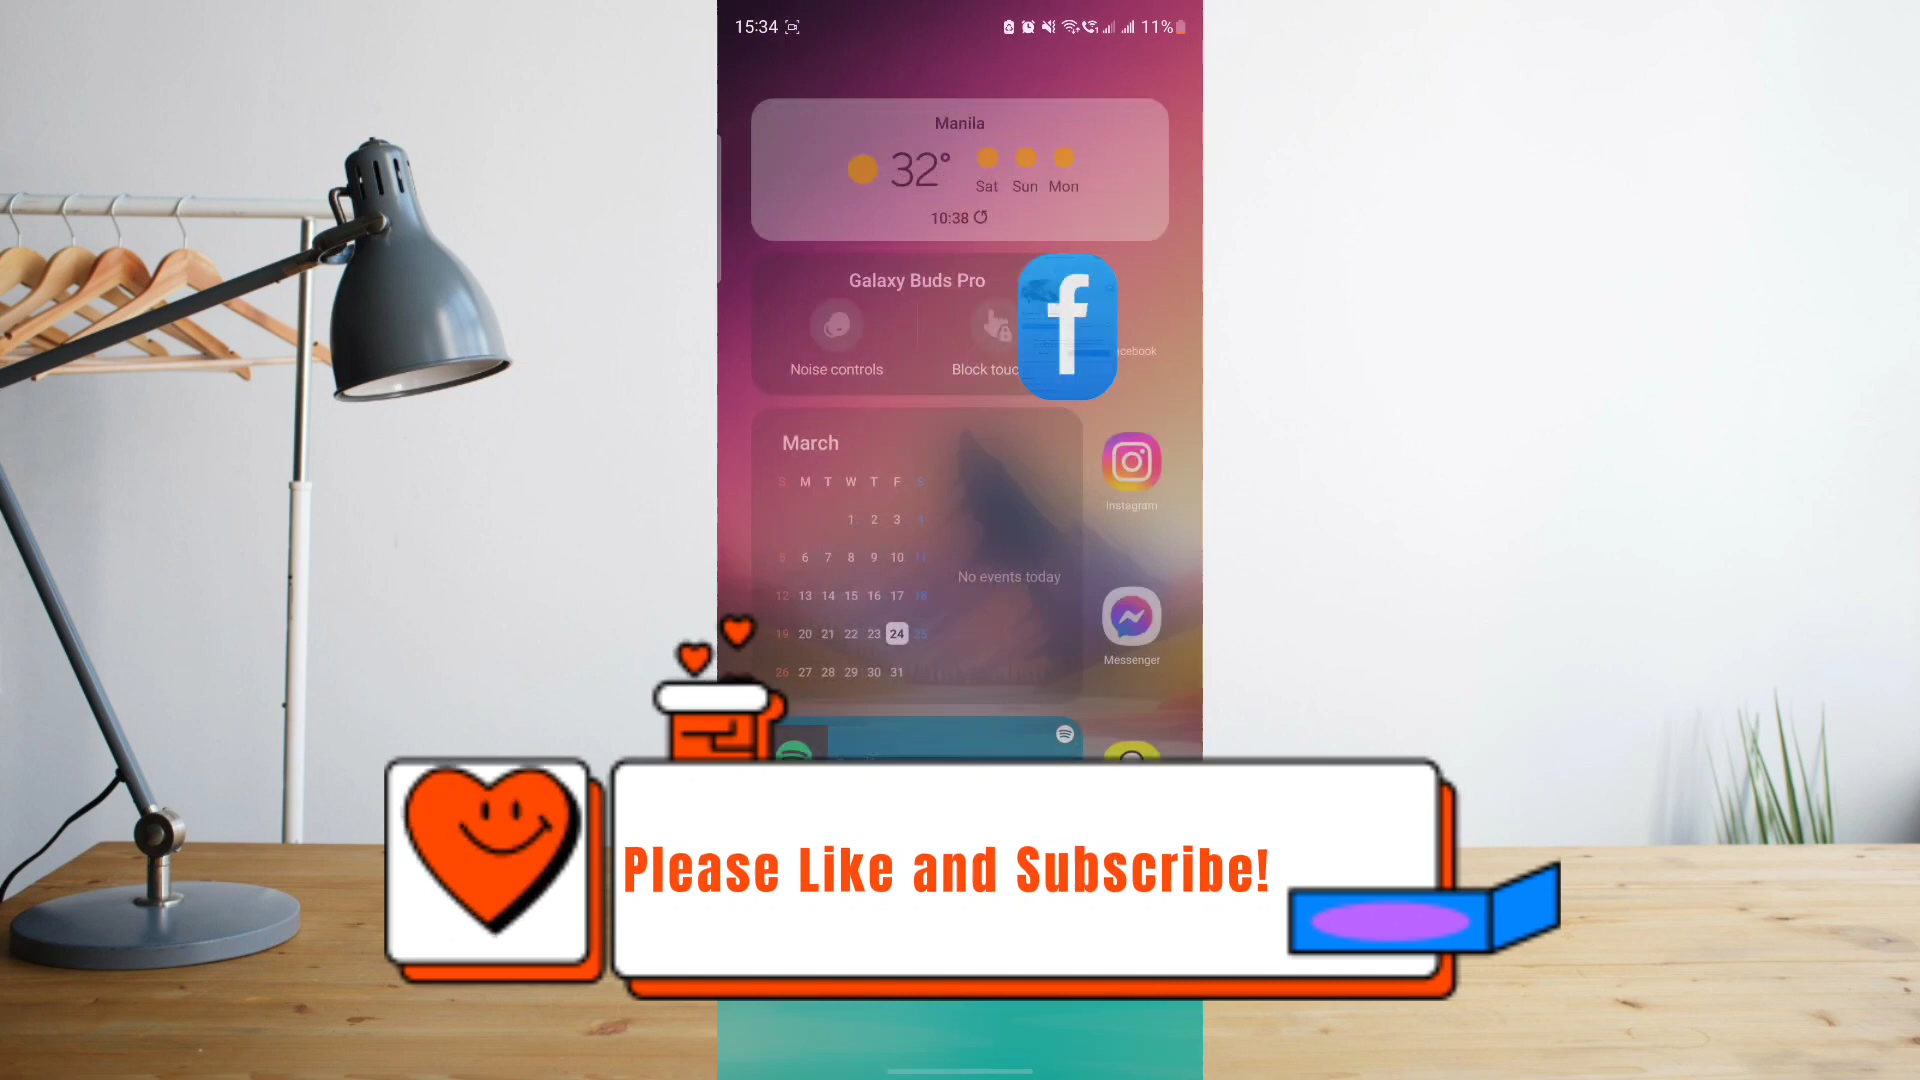 15:34
11%
Manila
32°
Sat Sun Mon
10:38
Galaxy Buds Pro
Noise controls
Block touc
cebook
March
S M T W T F S
1 2 3 4
5 6 7 8 9 10 11
12 13 14 15 16 17 18
19 20 21 22 23 24 25
26 27 28 29 30 31
No events today
Instagram
Messenger
Please Like and Subscribe!